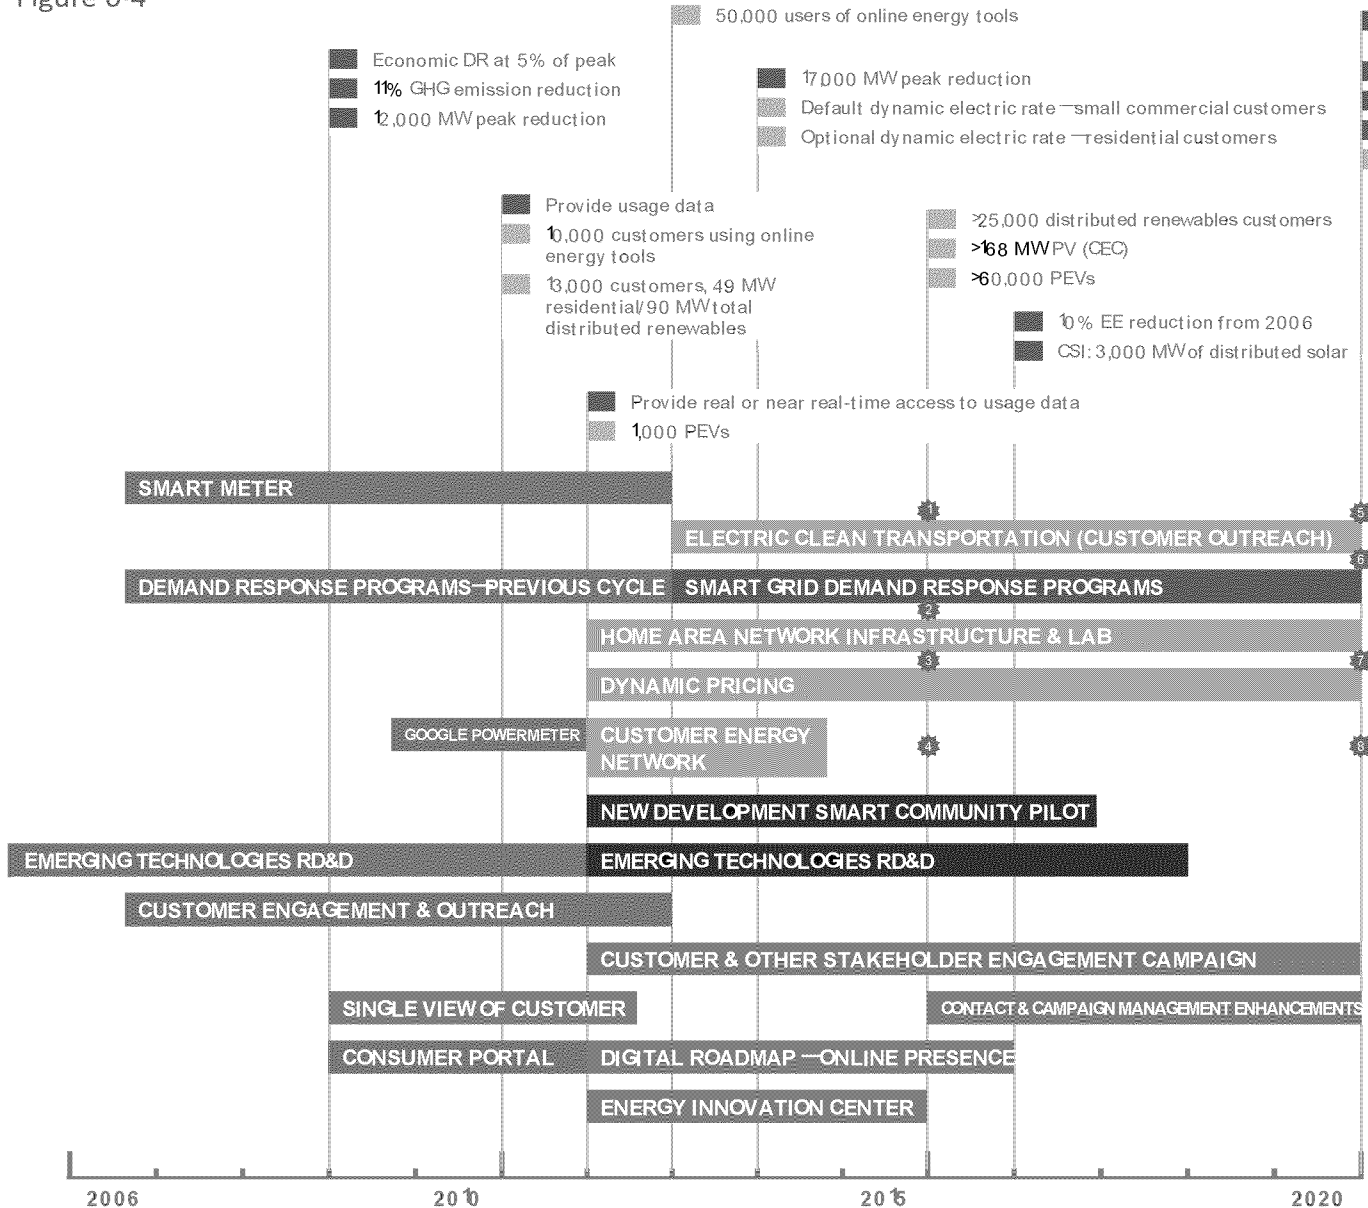 Figure 6-4
50,000 users of online energy tools
Economic DR at 5% of peak
11% GHG emission reduction
12,000 MW peak reduction
17,000 MW peak reduction
Default dynamic electric rate—small commercial customers
Optional dynamic electric rate—residential customers
Provide usage data
10,000 customers using online
energy tools
13,000 customers, 49 MW
residential/90 MW total
distributed renewables
>25,000 distributed renewables customers
>168 MW PV (CEC)
>60,000 PEVs
10% EE reduction from 2006
CSI: 3,000 MW of distributed solar
Provide real or near real-time access to usage data
1,000 PEVs
SMART METER
1
5
ELECTRIC CLEAN TRANSPORTATION (CUSTOMER OUTREACH)
6
DEMAND RESPONSE PROGRAMS—PREVIOUS CYCLE
SMART GRID DEMAND RESPONSE PROGRAMS
2
HOME AREA NETWORK INFRASTRUCTURE & LAB
3
7
DYNAMIC PRICING
GOOGLE POWERMETER
CUSTOMER ENERGY
NETWORK
4
8
NEW DEVELOPMENT SMART COMMUNITY PILOT
EMERGING TECHNOLOGIES RD&D
EMERGING TECHNOLOGIES RD&D
CUSTOMER ENGAGEMENT & OUTREACH
CUSTOMER & OTHER STAKEHOLDER ENGAGEMENT CAMPAIGN
SINGLE VIEW OF CUSTOMER
CONTACT & CAMPAIGN MANAGEMENT ENHANCEMENTS
CONSUMER PORTAL
DIGITAL ROADMAP—ONLINE PRESENCE
ENERGY INNOVATION CENTER
2006
2010
2015
2020